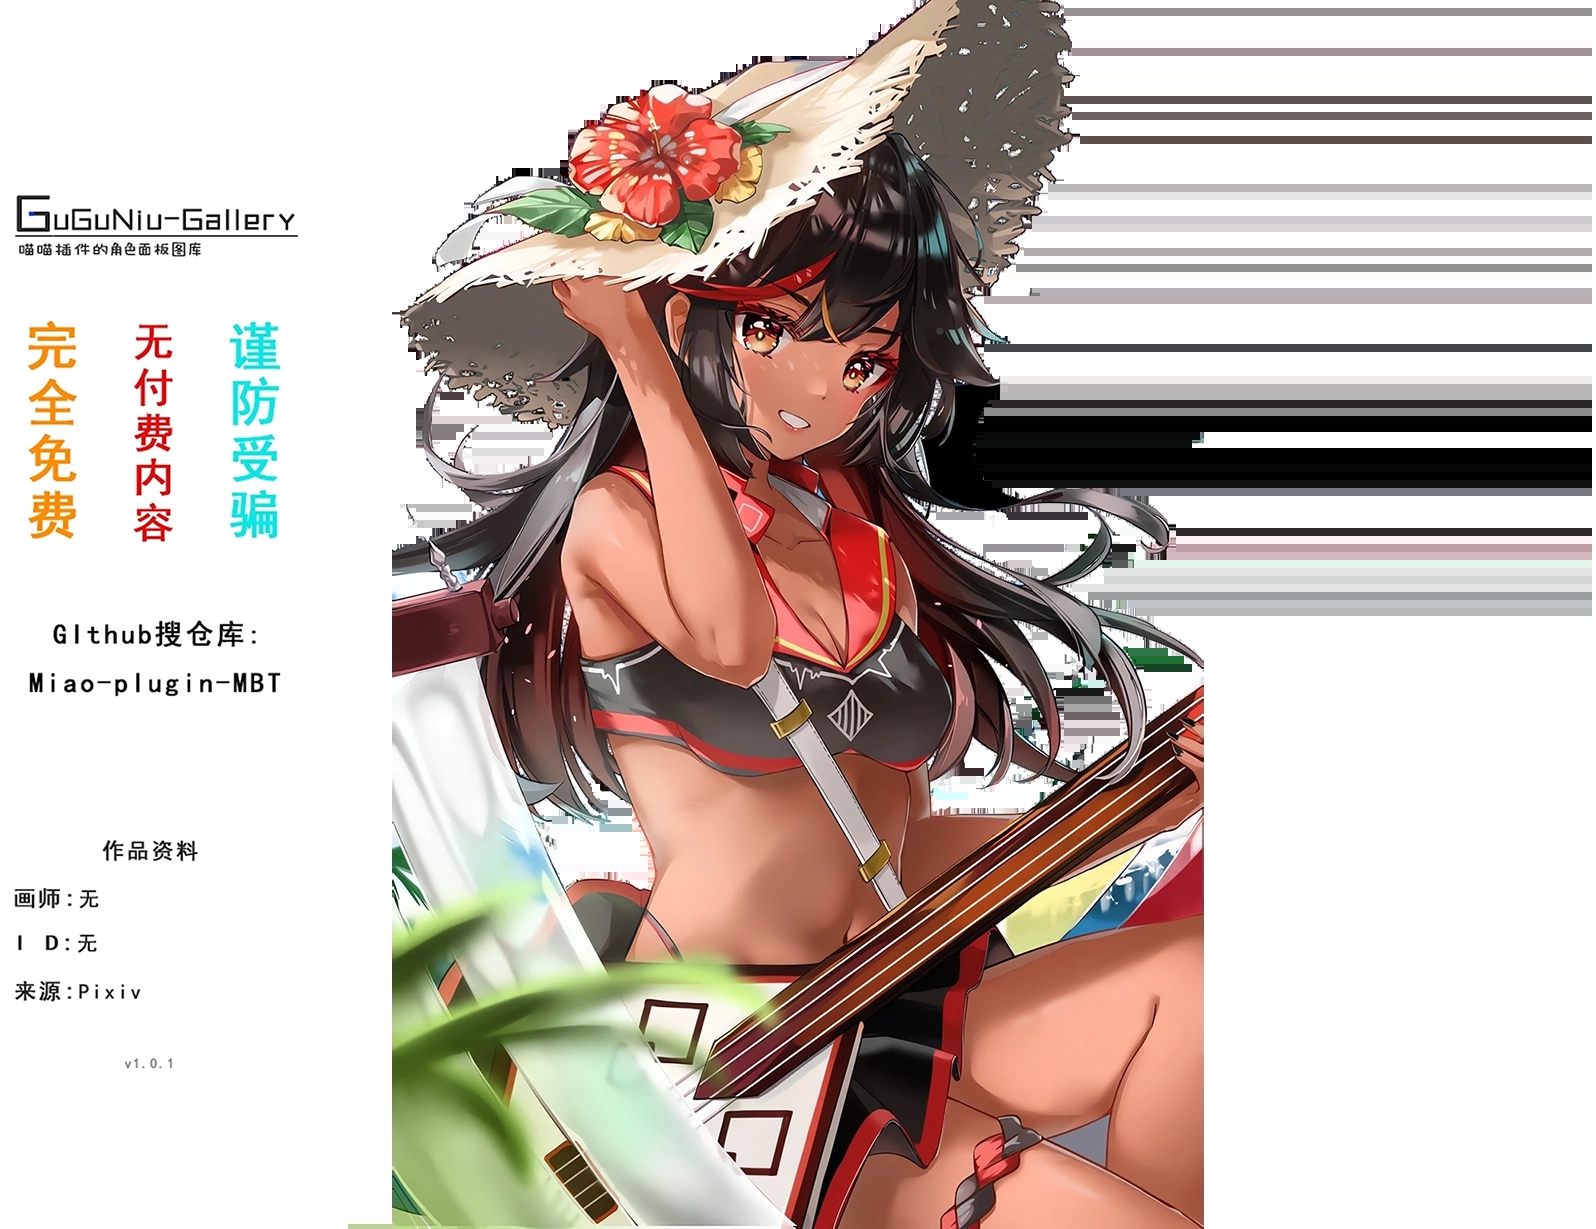 GuGuNiu-Gallery
喵喵插件的角色面板图库
完全免费
无付费内容
谨防受骗
GIthub搜仓库:
Miao-plugin-MBT
作品资料
画师:无
I D:无
来源:Pixiv
v1.0.1